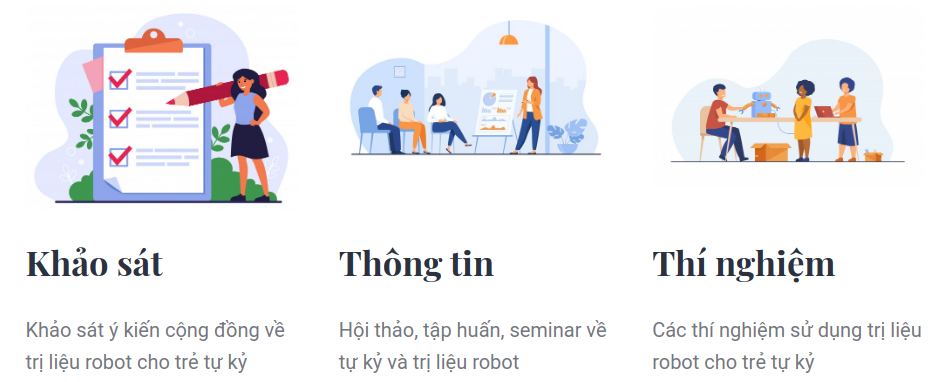 Khảo sát
Khảo sát ý kiến cộng đồng về
trị liệu robot cho trẻ tự kỷ
Thông tin
Hội thảo, tập huấn, seminar về
tự kỷ và trị liệu robot
Thí nghiệm
Các thí nghiệm sử dụng trị liệu
robot cho trẻ tự kỷ